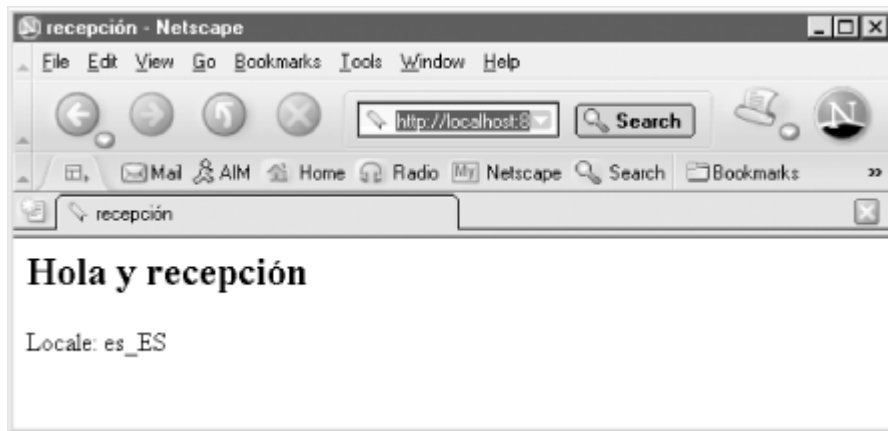 recepción - Netscape
File Edit View Go Bookmarks Tools Window Help
http://localhost:8 Search N
Mail AIM Home Radio My Netscape Search Bookmarks »
recepción
Hola y recepción
Locale: es_ES